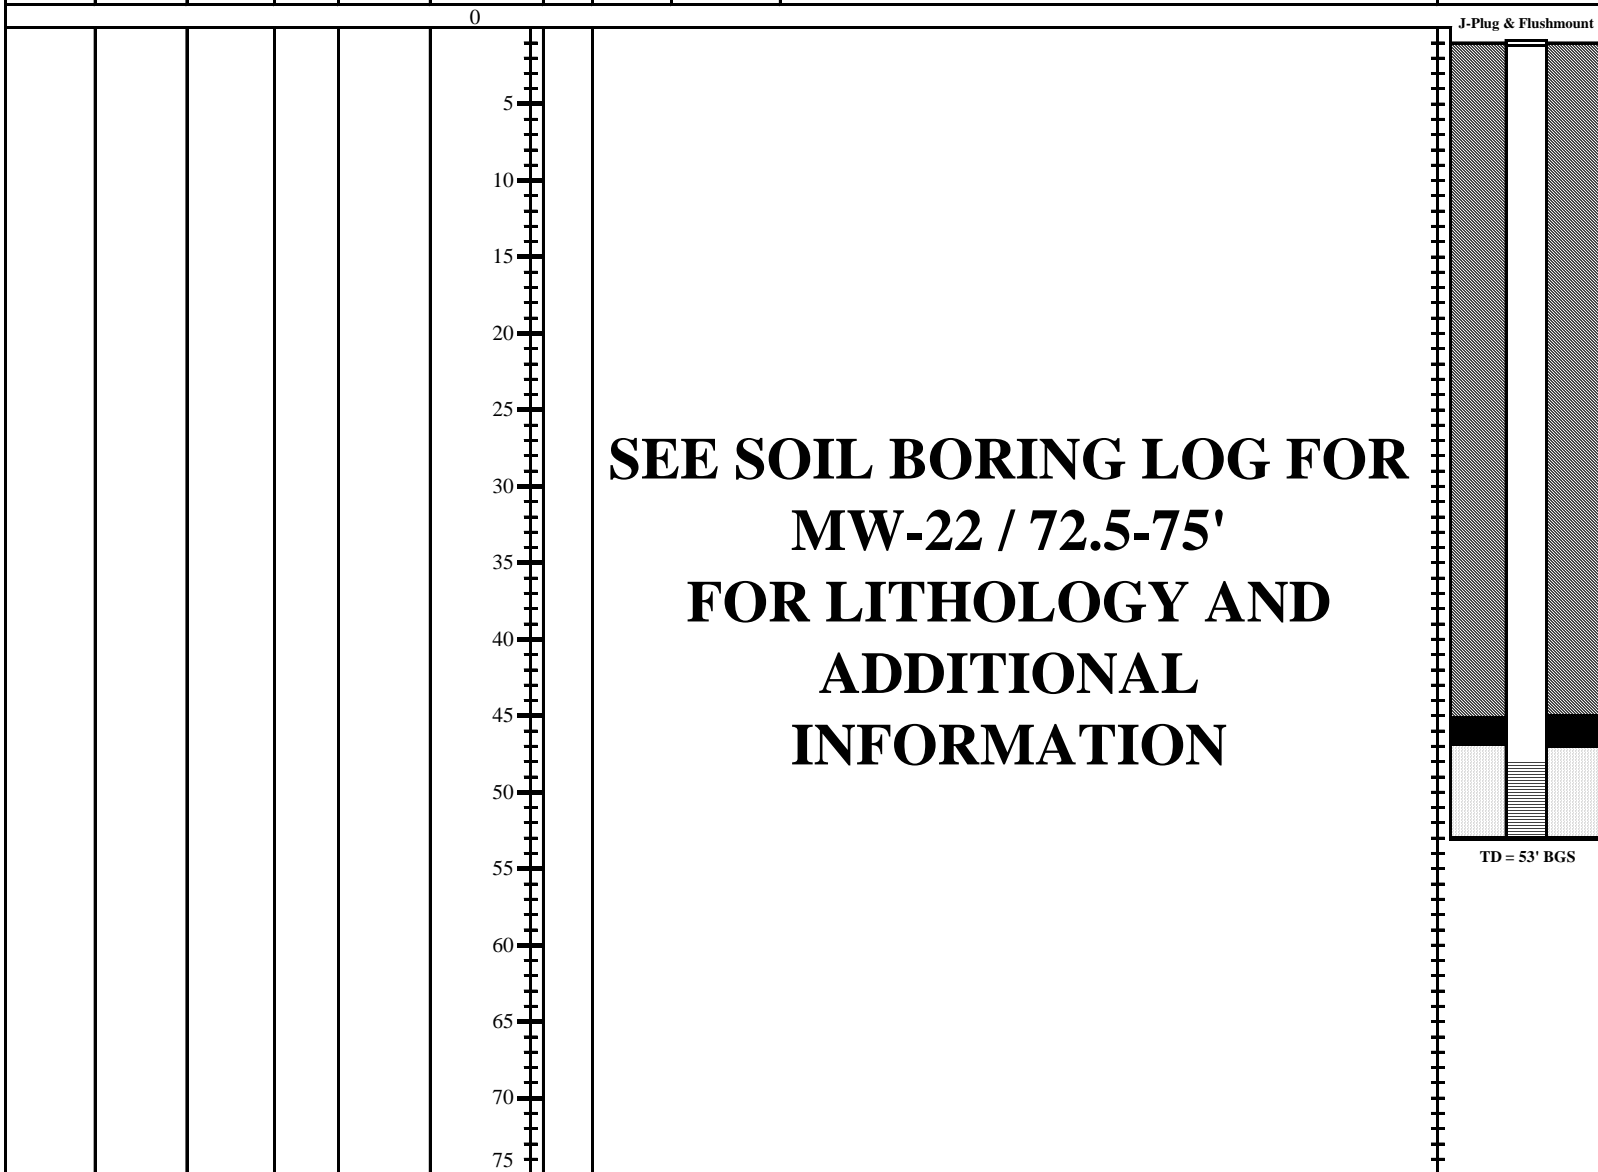 0
J-Plug & Flushmount
5
10
15
20
25
SEE SOIL BORING LOG FOR
30
MW-22 / 72.5-75'
35
FOR LITHOLOGY AND
40
ADDITIONAL
45
INFORMATION
50
TD = 53' BGS
55
60
65
70
75